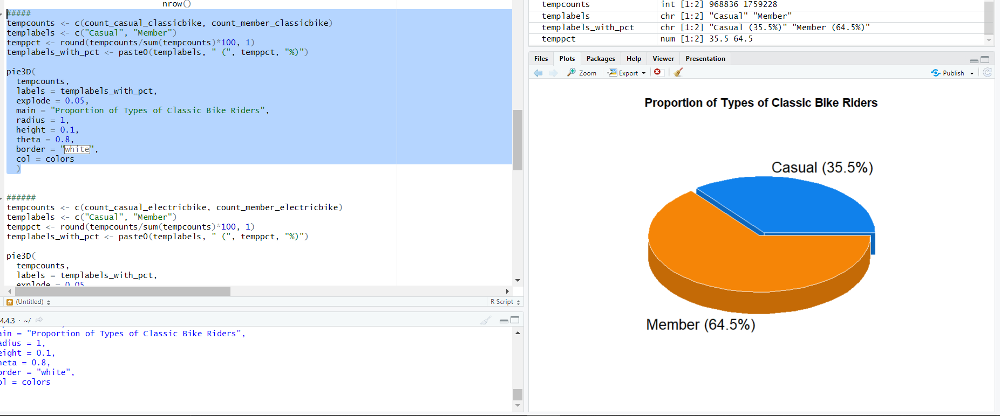 nrow()
#####
tempcounts <- c(count_casual_classicbike, count_member_classicbike)
templabels <- c("Casual", "Member")
temppct <- round(tempcounts/sum(tempcounts)*100, 1)
templabels_with_pct <- paste0(templabels, " (", temppct, "%)")
pie3D(
tempcounts,
labels = templabels_with_pct,
explode = 0.05,
main = "Proportion of Types of Classic Bike Riders",
radius = 1,
height = 0.1,
theta = 0.8,
border = "white",
col = colors
)
######
tempcounts <- c(count_casual_electricbike, count_member_electricbike)
templabels <- c("Casual", "Member")
temppct <- round(tempcounts/sum(tempcounts)*100, 1)
templabels_with_pct <- paste0(templabels, " (", temppct, "%)")
pie3D(
tempcounts,
labels = templabels_with_pct,
explode = 0.05
# (Untitled)
R Script
4.4.3 · ~/
ain = "Proportion of Types of Classic Bike Riders",
adius = 1,
eight = 0.1,
heta = 0.8,
order = "white",
ol = colors
tempcounts int [1:2] 968836 1759228
templabels chr [1:2] "Casual" "Member"
templabels_with_pct chr [1:2] "Casual (35.5%)" "Member (64.5%)"
temppct num [1:2] 35.5 64.5
Files Plots Packages Help Viewer Presentation
Zoom Export Publish
Proportion of Types of Classic Bike Riders
Casual (35.5%)
Member (64.5%)